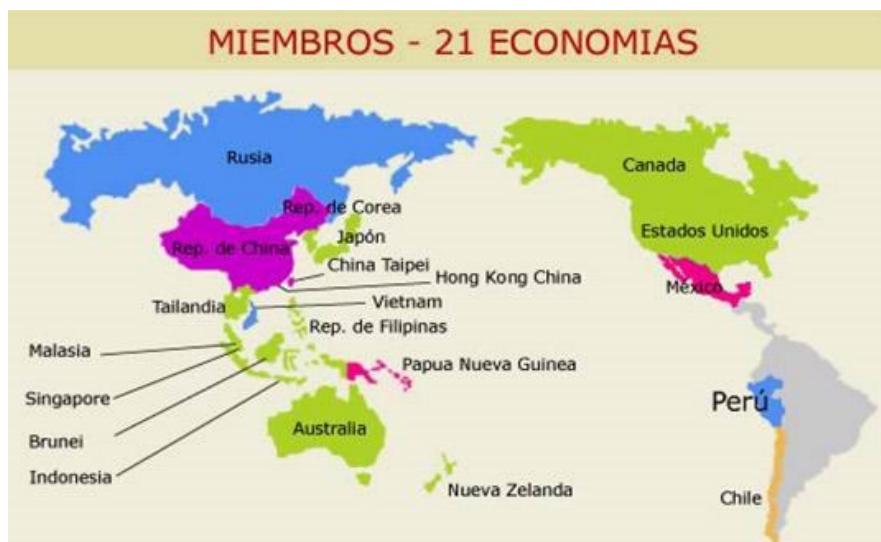 MIEMBROS - 21 ECONOMIAS
Rusia
Canada
Rep. de Corea
Estados Unidos
Japón
Rep. de China
China Taipei
Hong Kong China
México
Tailandia
Vietnam
Rep. de Filipinas
Malasia
Papua Nueva Guinea
Singapore
Perú
Australia
Brunei
Indonesia
Nueva Zelanda
Chile